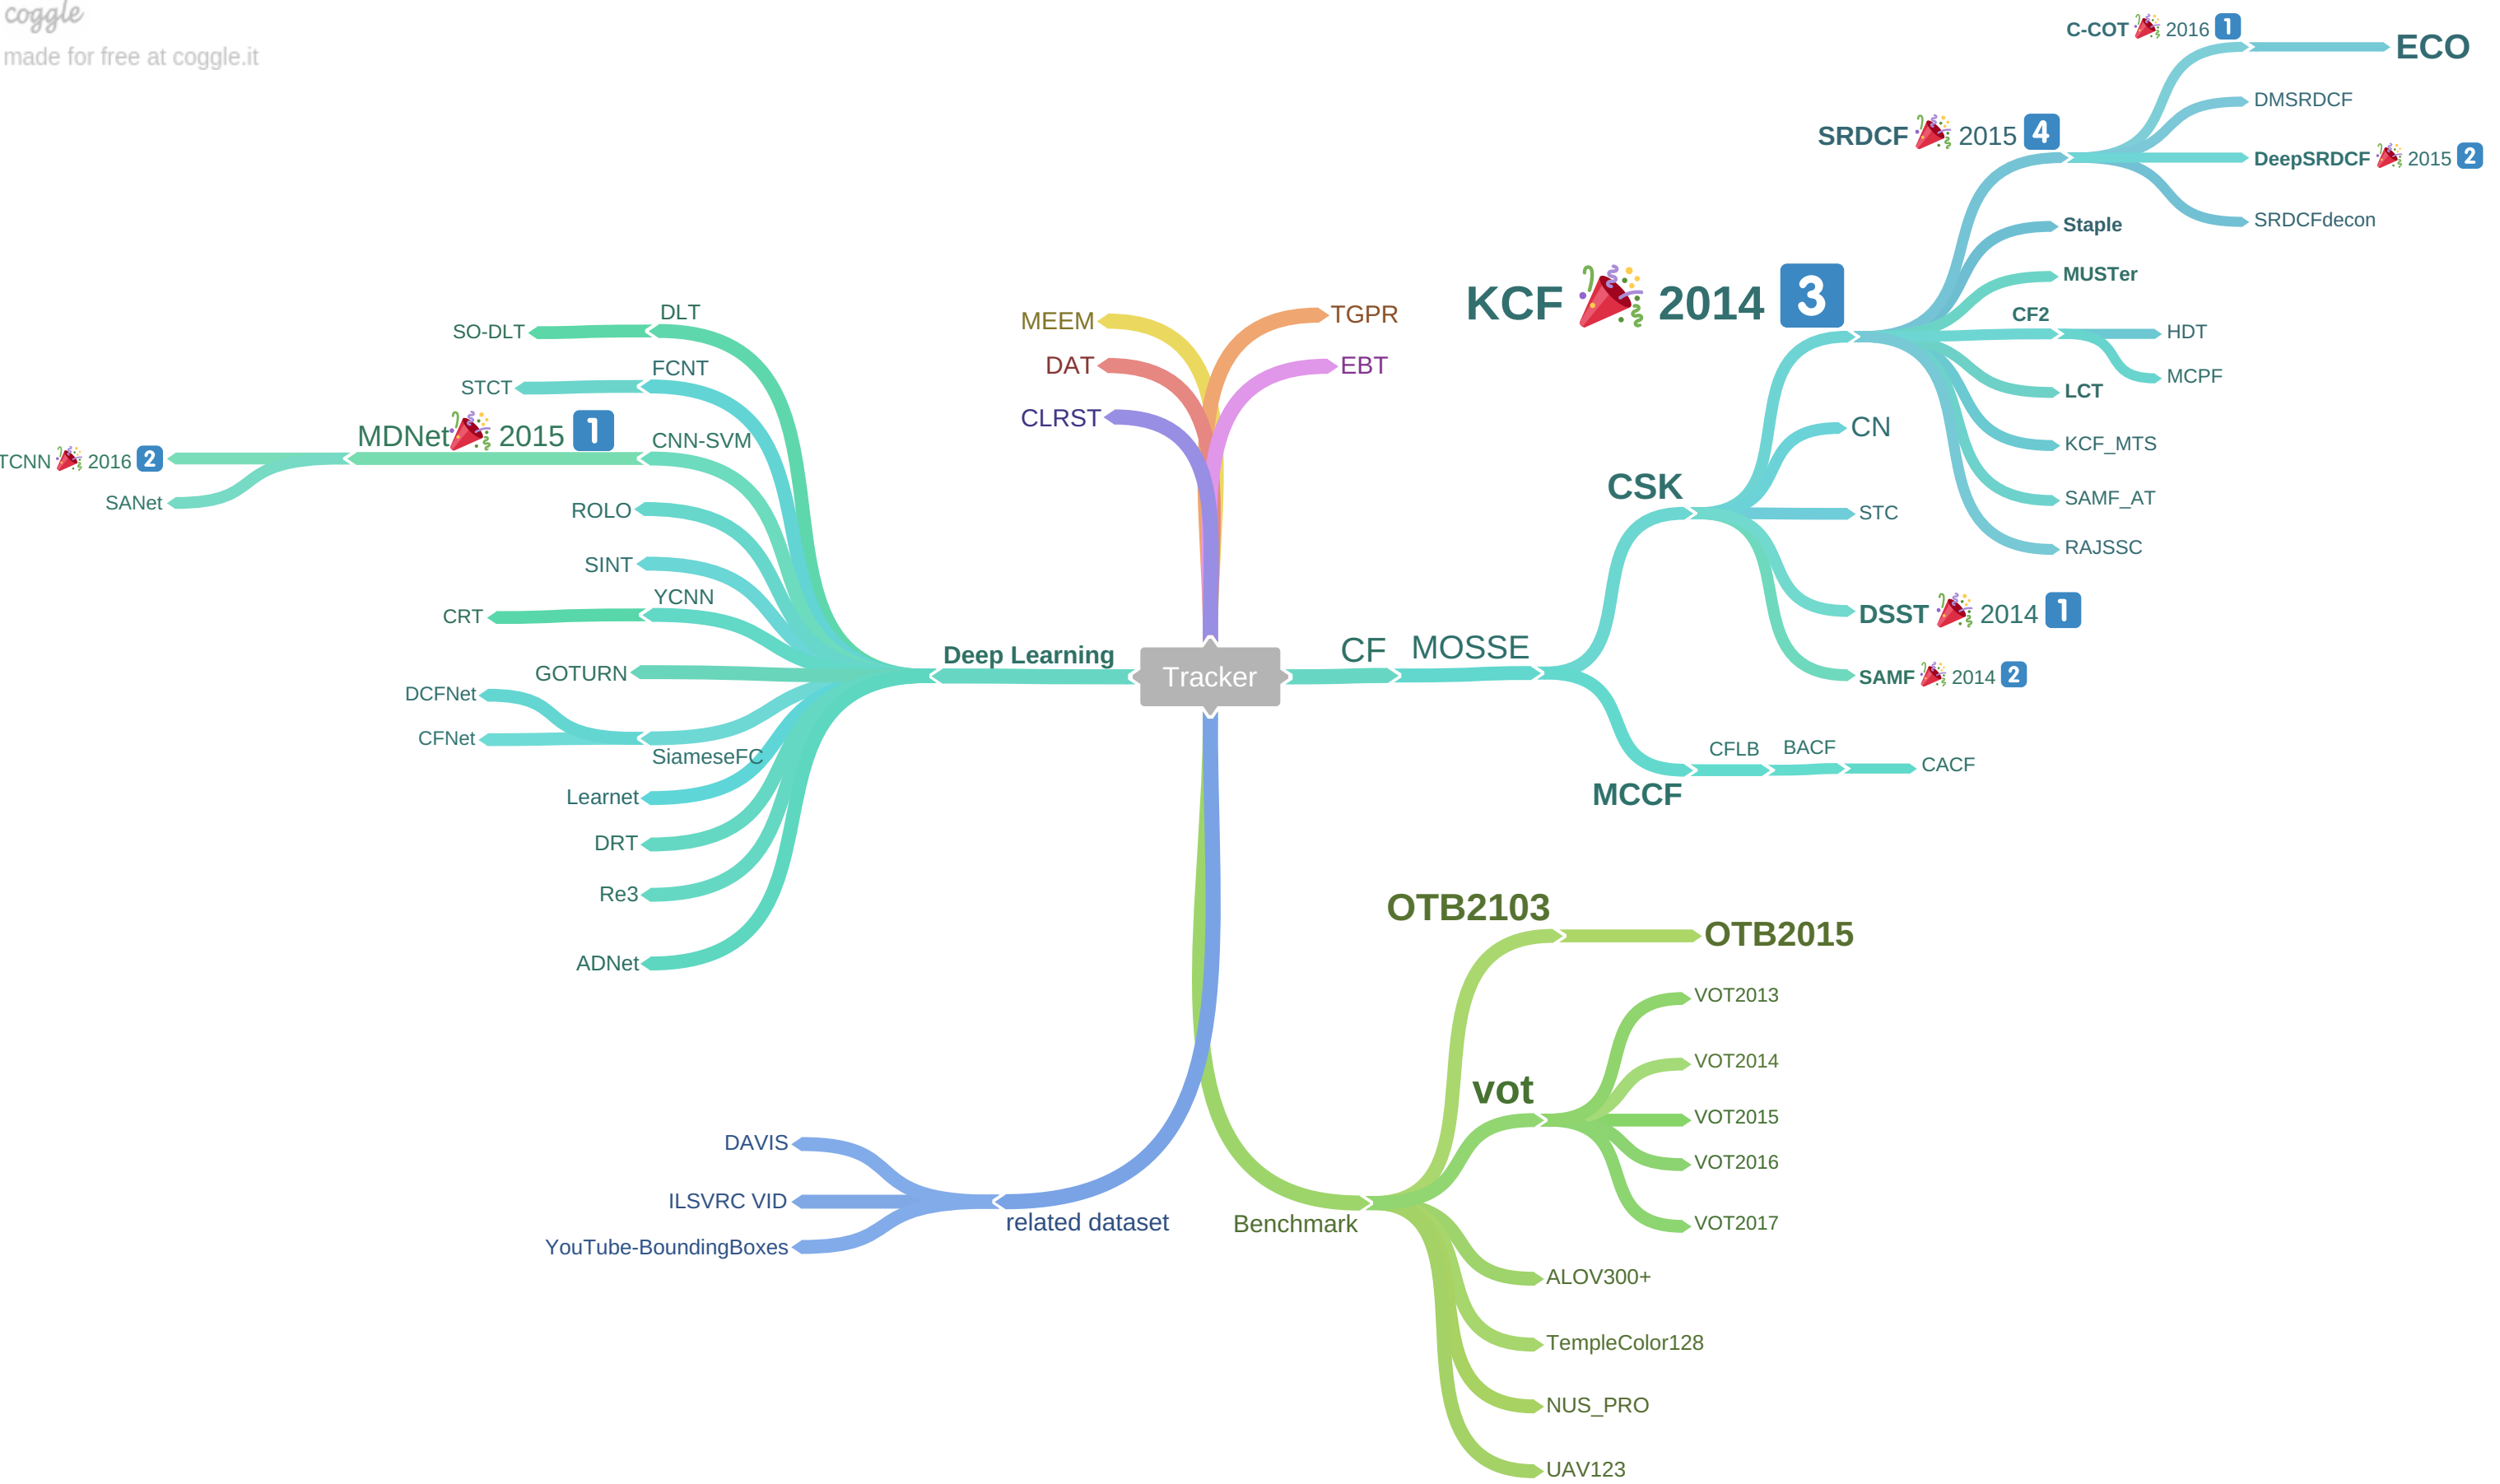 coggle
made for free at coggle.it
C-COT 🎉 2016 1️⃣
ECO
DMSRDCF
SRDCF 🎉 2015 4️⃣
DeepSRDCF 🎉 2015 2️⃣
SRDCFdecon
Staple
MUSTer
KCF 🎉 2014 3️⃣
CF2
HDT
MCPF
LCT
KCF_MTS
SAMF_AT
RAJSSC
CN
CSK
STC
DSST 🎉 2014 1️⃣
SAMF 🎉 2014 2️⃣
CF
MOSSE
MCCF
CFLB
BACF
CACF
MEEM
TGPR
DAT
EBT
CLRST
Tracker
Deep Learning
DLT
SO-DLT
FCNT
STCT
CNN-SVM
MDNet🎉 2015 1️⃣
TCNN 🎉 2016 2️⃣
SANet
ROLO
SINT
YCNN
CRT
GOTURN
DCFNet
CFNet
SiameseFC
Learnet
DRT
Re3
ADNet
OTB2103
OTB2015
VOT2013
VOT2014
vot
VOT2015
VOT2016
VOT2017
Benchmark
ALOV300+
TempleColor128
NUS_PRO
UAV123
DAVIS
ILSVRC VID
related dataset
YouTube-BoundingBoxes